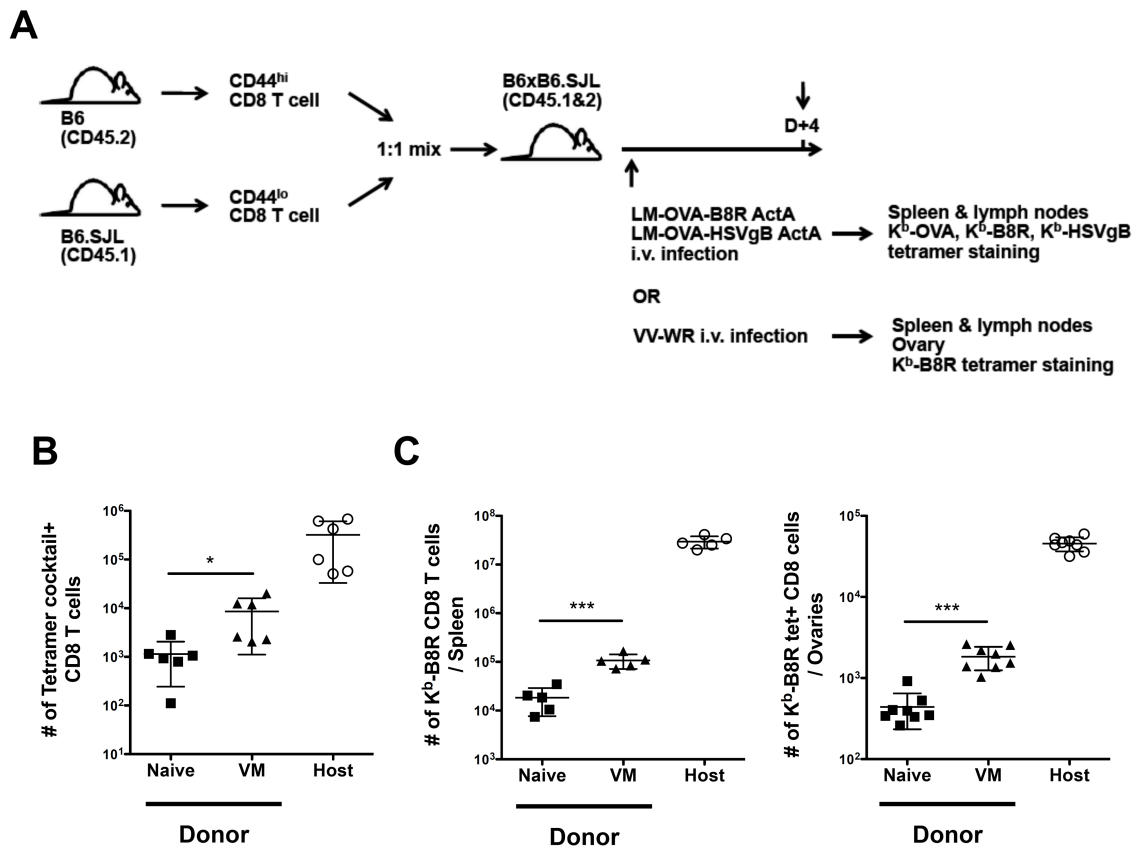 A
B6
(CD45.2)
CD44hi
CD8 T cell
B6.SJL
(CD45.1)
CD44lo
CD8 T cell
1:1 mix
B6xB6.SJL
(CD45.1&2)
D+4
LM-OVA-B8R ActA
LM-OVA-HSVgB ActA
i.v. infection
Spleen & lymph nodes
Kb-OVA, Kb-B8R, Kb-HSVgB
tetramer staining
OR
VV-WR i.v. infection
Spleen & lymph nodes
Ovary
Kb-B8R tetramer staining
B
# of Tetramer cocktail+
CD8 T cells
10^6
10^5
10^4
10^3
10^2
10^1
*
Naive VM Host
Donor
C
# of Kb-B8R CD8 T cells
/ Spleen
10^8
10^7
10^6
10^5
10^4
10^3
***
Naive VM Host
Donor
# of Kb-B8R tet+ CD8 cells
/ Ovaries
10^5
10^4
10^3
10^2
***
Naive VM Host
Donor